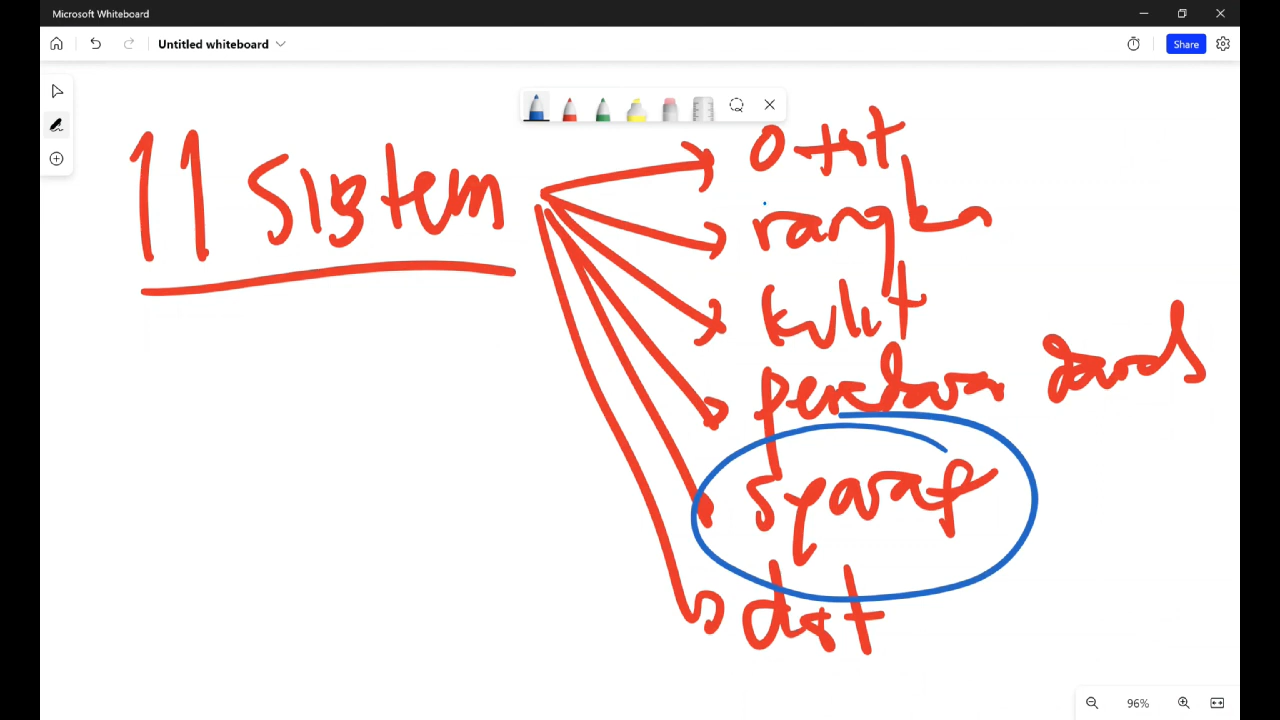 Microsoft Whiteboard
Untitled whiteboard
Share
11 sistem
otot
rangka
kulit
peredaran darah
syaraf
dst
96%